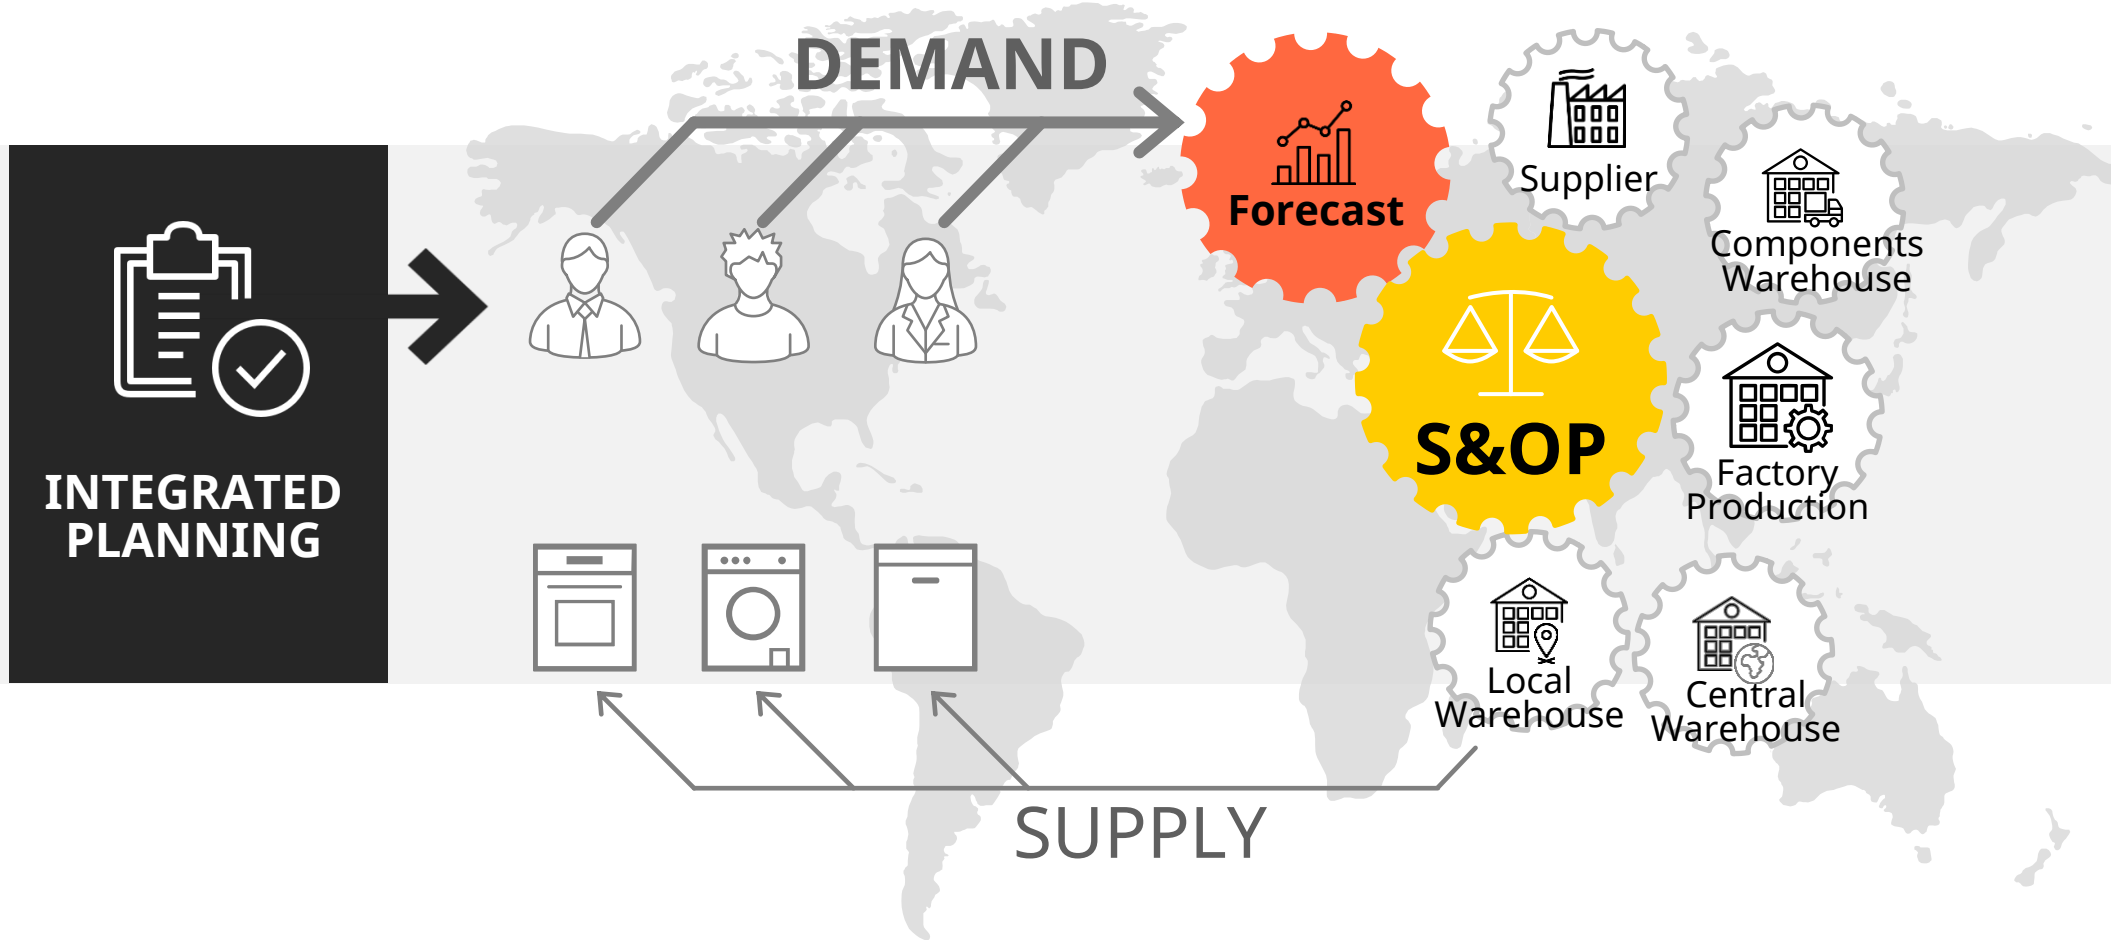 DEMAND
Forecast
Supplier
Components
Warehouse
INTEGRATED
PLANNING
S&OP
Factory
Production
Local
Warehouse
Central
Warehouse
SUPPLY